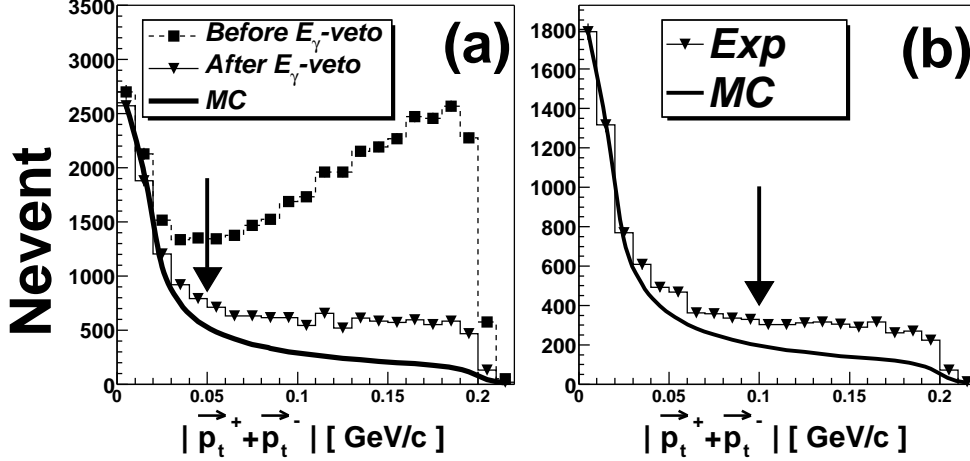 Nevent
3500
3000
2500
2000
1500
1000
500
0
Before Eγ-veto
After Eγ-veto
MC
(a)
0 0.05 0.1 0.15 0.2
| p_t^+ + p_t^- | [ GeV/c ]
1800
1600
1400
1200
1000
800
600
400
200
0
Exp
MC
(b)
0 0.05 0.1 0.15 0.2
| p_t^+ + p_t^- | [ GeV/c ]